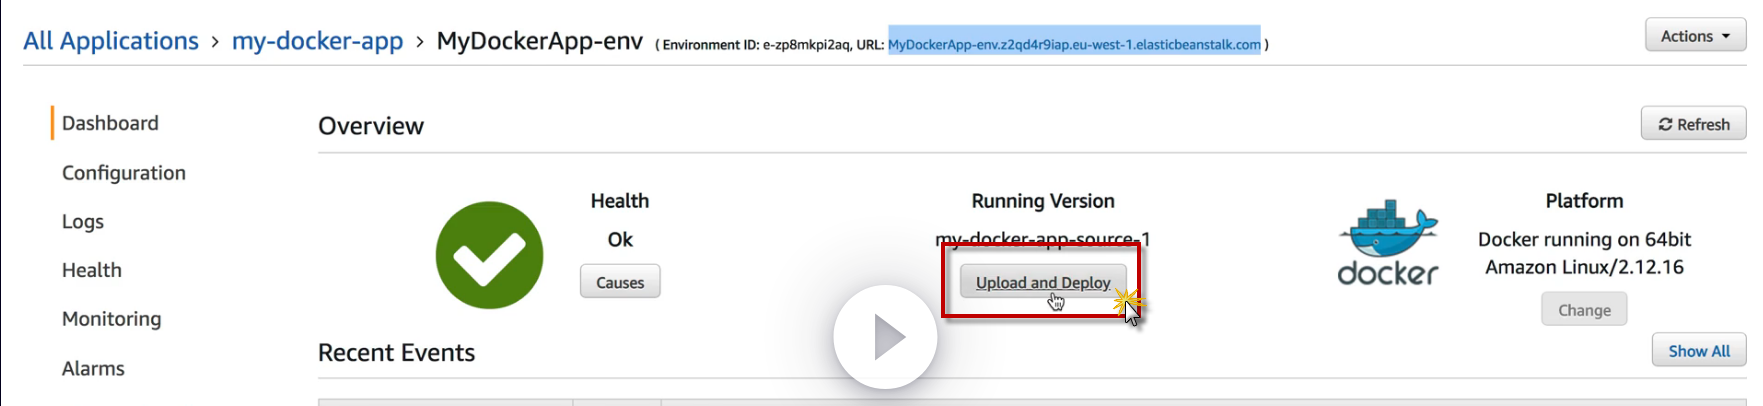 All Applications > my-docker-app > MyDockerApp-env ( Environment ID: e-zp8mkpi2aq, URL: MyDockerApp-env.z2qd4r9iap.eu-west-1.elasticbeanstalk.com )
Actions
Dashboard
Configuration
Logs
Health
Monitoring
Alarms
Overview
Refresh
Health
Ok
Causes
Running Version
my-docker-app-source-1
Upload and Deploy
docker
Platform
Docker running on 64bit
Amazon Linux/2.12.16
Change
Recent Events
Show All